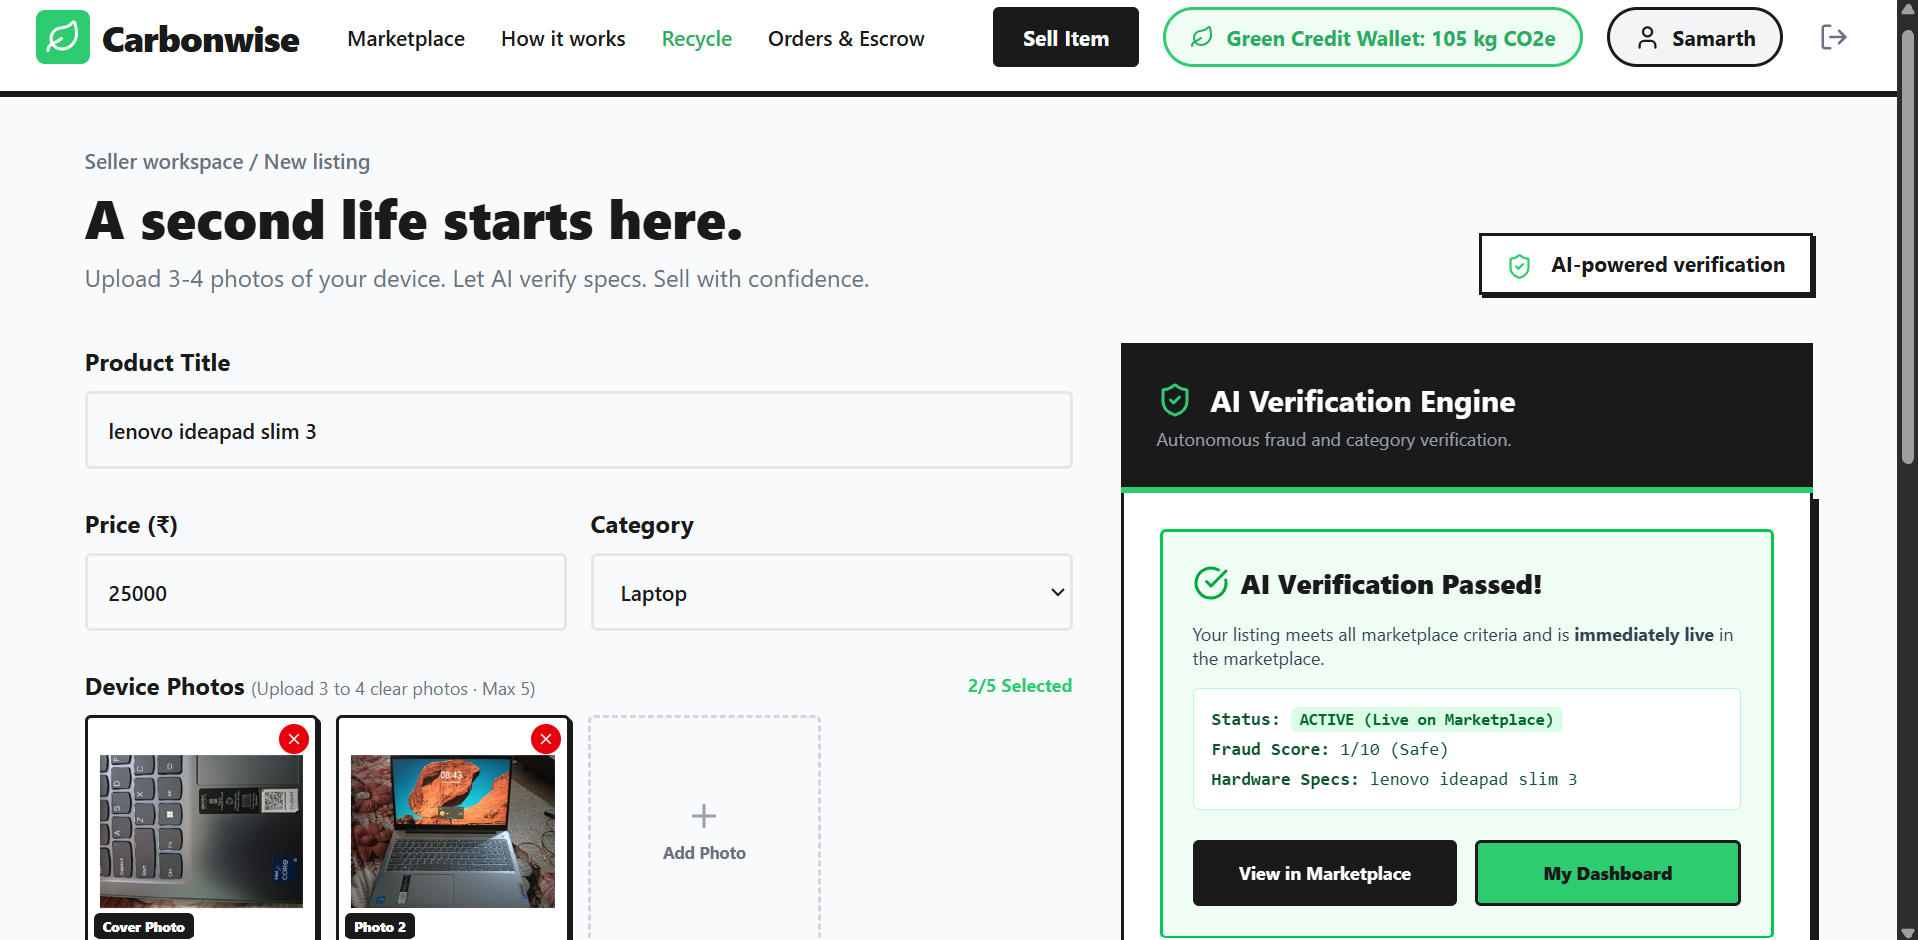 Carbonwise
Marketplace
How it works
Recycle
Orders & Escrow
Sell Item
Green Credit Wallet: 105 kg CO2e
Samarth
Seller workspace / New listing
A second life starts here.
Upload 3-4 photos of your device. Let AI verify specs. Sell with confidence.
AI-powered verification
Product Title
lenovo ideapad slim 3
Price (₹)
25000
Category
Laptop
Device Photos (Upload 3 to 4 clear photos · Max 5)
2/5 Selected
CORE
Cover Photo
08:43
Photo 2
Add Photo
AI Verification Engine
Autonomous fraud and category verification.
AI Verification Passed!
Your listing meets all marketplace criteria and is immediately live in
the marketplace.
Status: ACTIVE (Live on Marketplace)
Fraud Score: 1/10 (Safe)
Hardware Specs: lenovo ideapad slim 3
View in Marketplace
My Dashboard